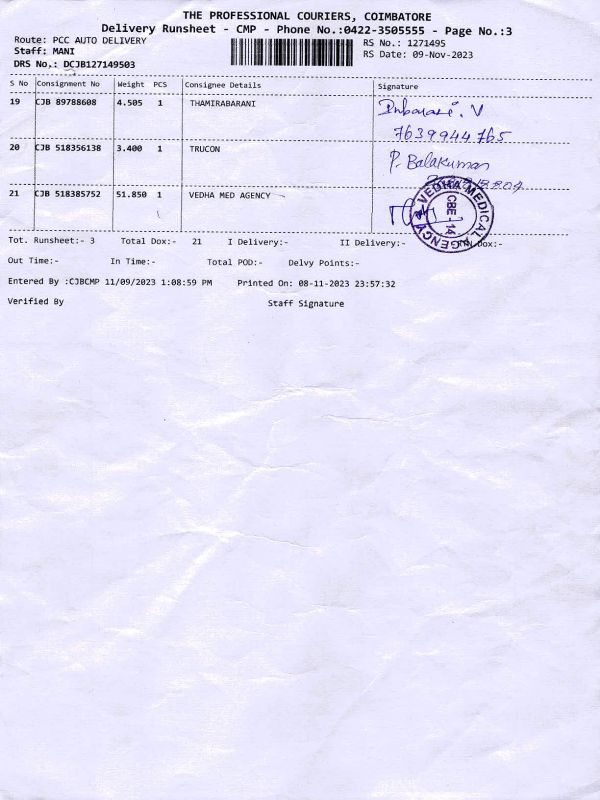 THE PROFESSIONAL COURIERS, COIMBATORE
Delivery Runsheet - CMP - Phone No.:0422-3505555 - Page No.:3
Route: PCC AUTO DELIVERY
RS No.: 1271495
Staff: MANI
RS Date: 09-Nov-2023
DRS No.: DCJB127149503
S No Consignment No Weight PCS Consignee Details Signature
19 CJB 89788608 4.505 1 THAMIRABARANI
7639944765
20 CJB 518356138 3.400 1 TRUCON P. Balakumar
21 CJB 518385752 51.850 1 VEDHA MED AGENCY
VEDHA MEDICAL AGENCY
CBE-14
Tot. Runsheet:- 3 Total Dox:- 21 I Delivery:- II Delivery:- Dox:-
Out Time:- In Time:- Total POD:- Delvy Points:-
Entered By :CJBCMP 11/09/2023 1:08:59 PM Printed On: 08-11-2023 23:57:32
Verified By Staff Signature